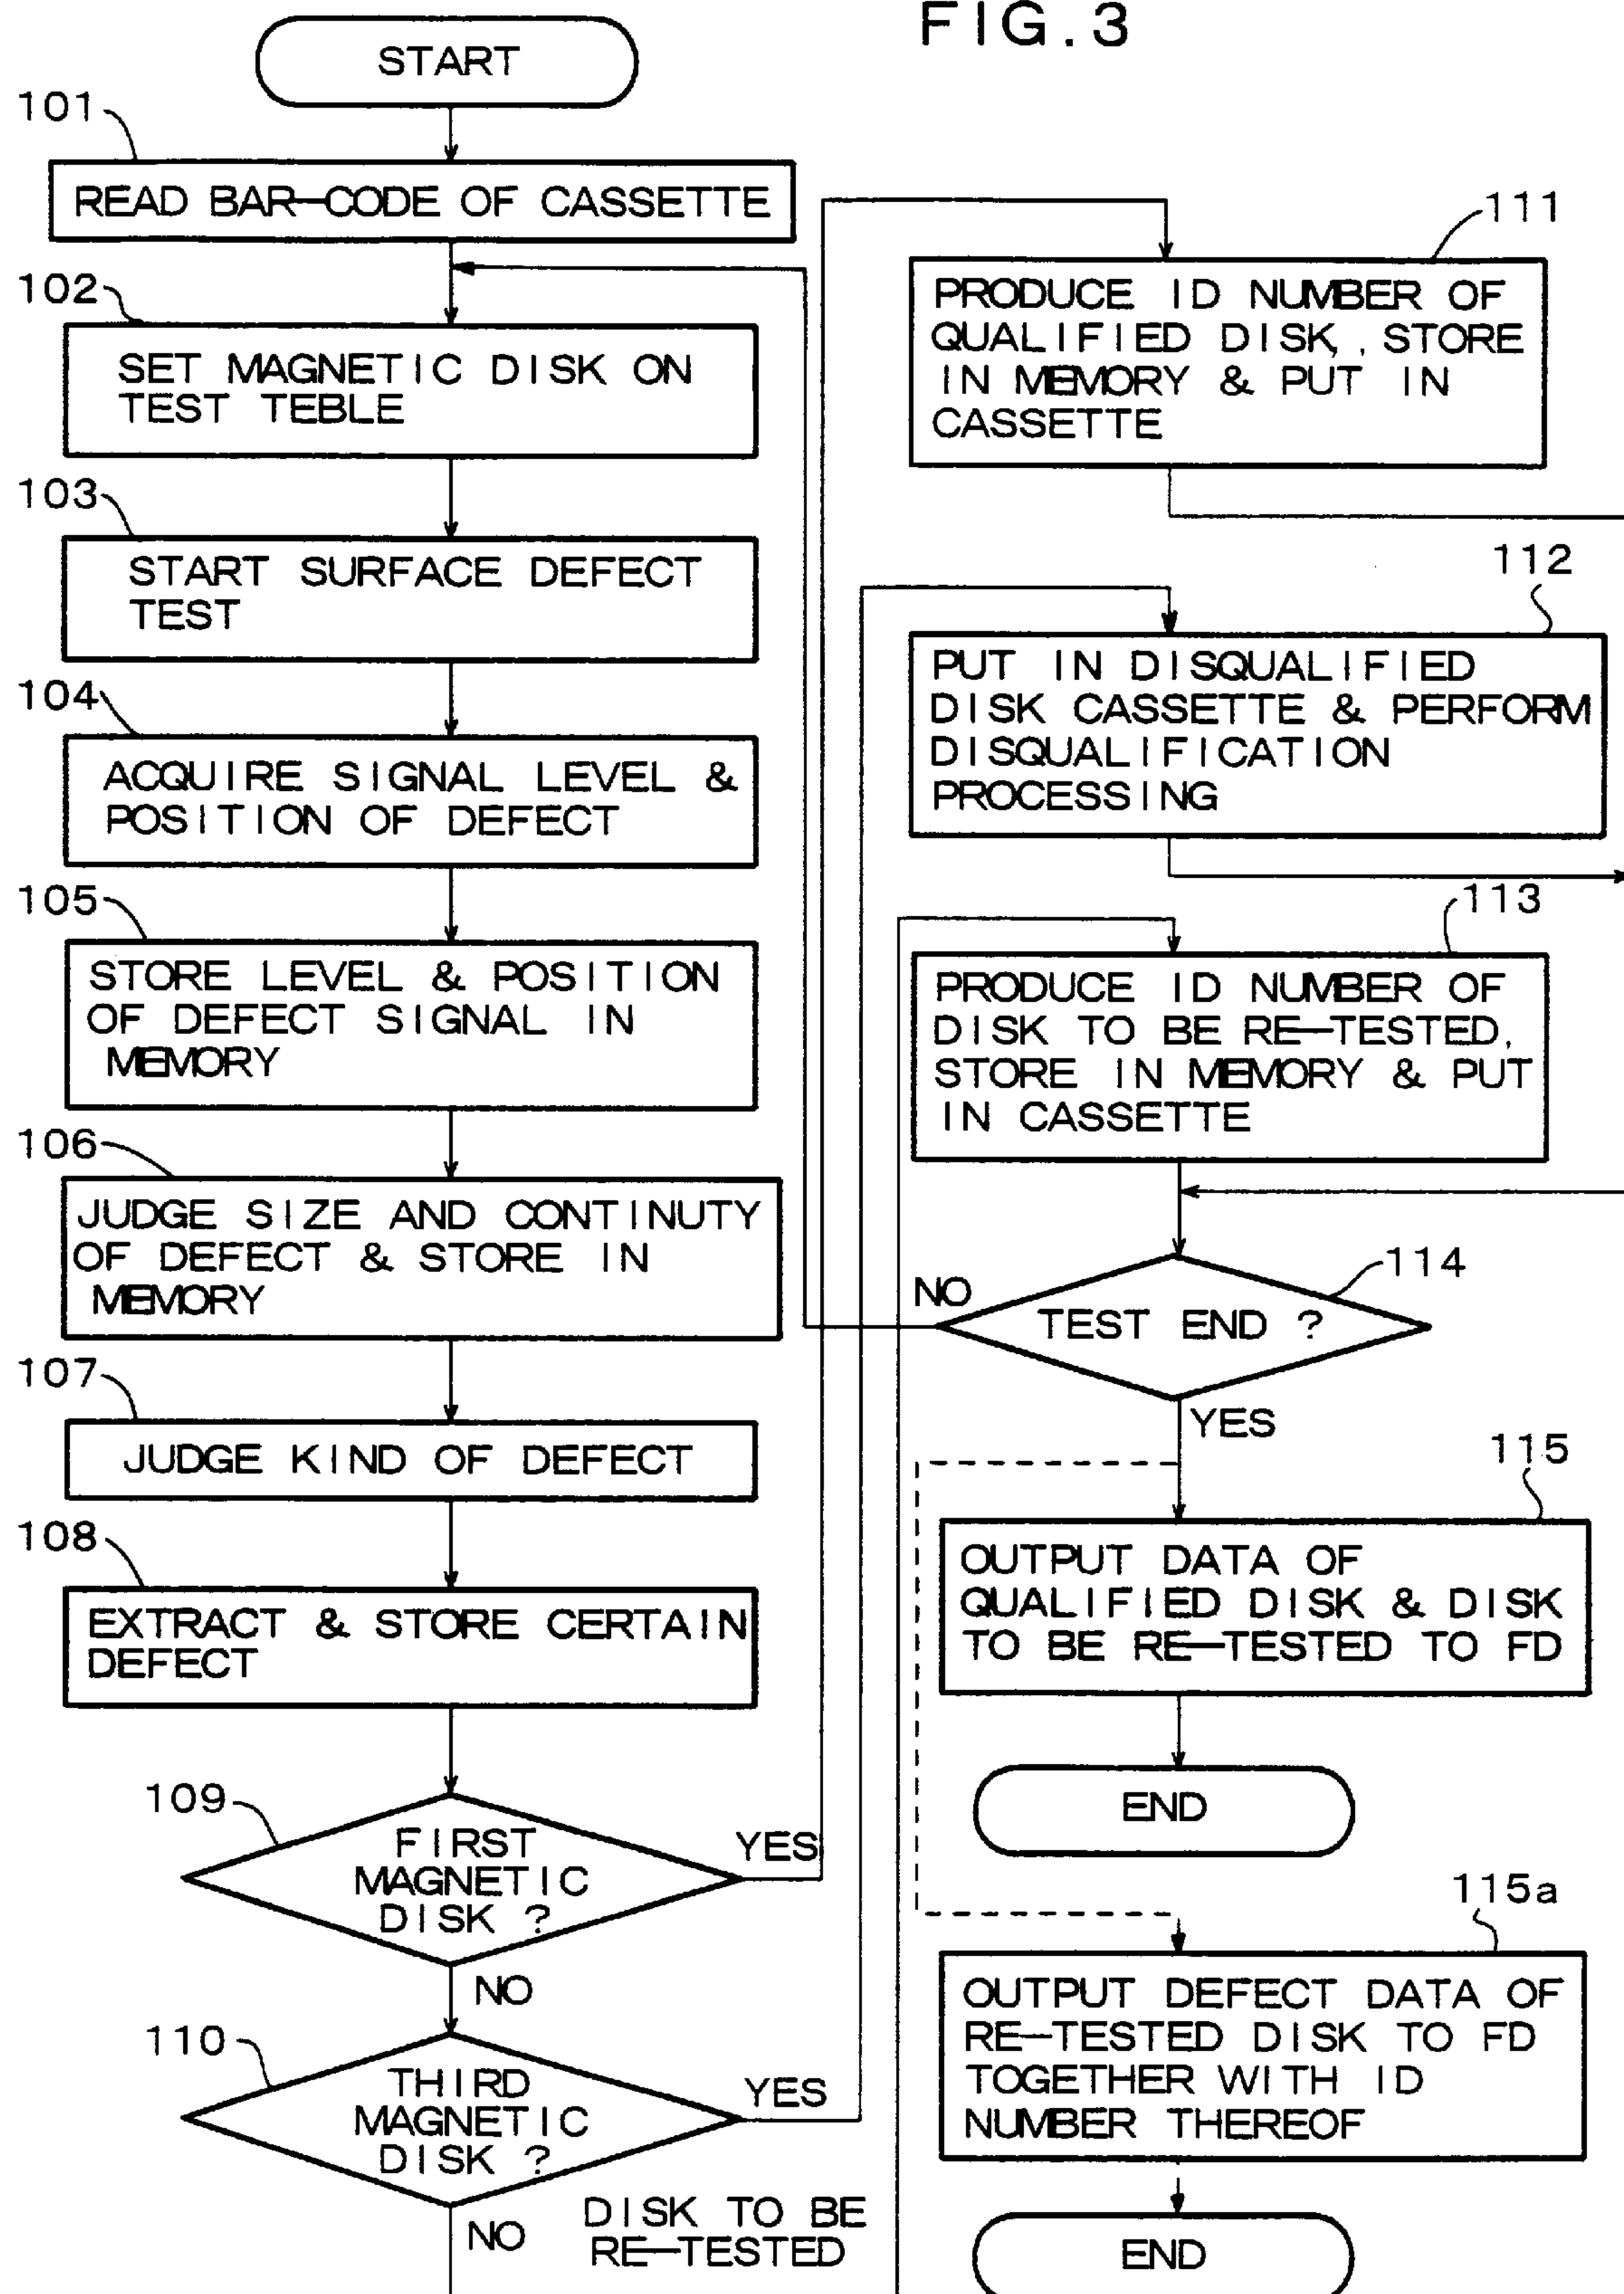 FIG.3
START
101
READ BAR-CODE OF CASSETTE
102
SET MAGNETIC DISK ON
TEST TEBLE
103
START SURFACE DEFECT
TEST
104
ACQUIRE SIGNAL LEVEL &
POSITION OF DEFECT
105
STORE LEVEL & POSITION
OF DEFECT SIGNAL IN
MEMORY
106
JUDGE SIZE AND CONTINUTY
OF DEFECT & STORE IN
MEMORY
107
JUDGE KIND OF DEFECT
108
EXTRACT & STORE CERTAIN
DEFECT
109
FIRST
MAGNETIC
DISK ?
YES
NO
110
THIRD
MAGNETIC
DISK ?
YES
NO
DISK TO BE
RE-TESTED
111
PRODUCE ID NUMBER OF
QUALIFIED DISK, . STORE
IN MEMORY & PUT IN
CASSETTE
112
PUT IN DISQUALIFIED
DISK CASSETTE & PERFORM
DISQUALIFICATION
PROCESSING
113
PRODUCE ID NUMBER OF
DISK TO BE RE-TESTED,
STORE IN MEMORY & PUT
IN CASSETTE
114
NO
TEST END ?
YES
115
OUTPUT DATA OF
QUALIFIED DISK & DISK
TO BE RE-TESTED TO FD
END
115a
OUTPUT DEFECT DATA OF
RE-TESTED DISK TO FD
TOGETHER WITH ID
NUMBER THEREOF
END